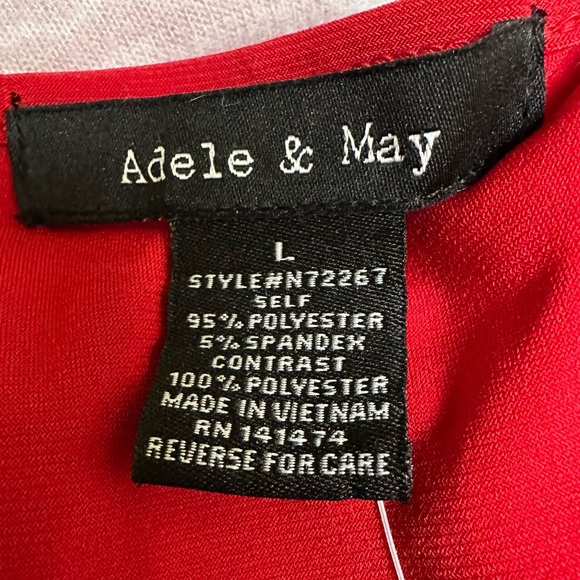 Adele & May
L
STYLE#N72267
SELF
95% POLYESTER
5% SPANDEX
CONTRAST
100% POLYESTER
MADE IN VIETNAM
RN 141474
REVERSE FOR CARE